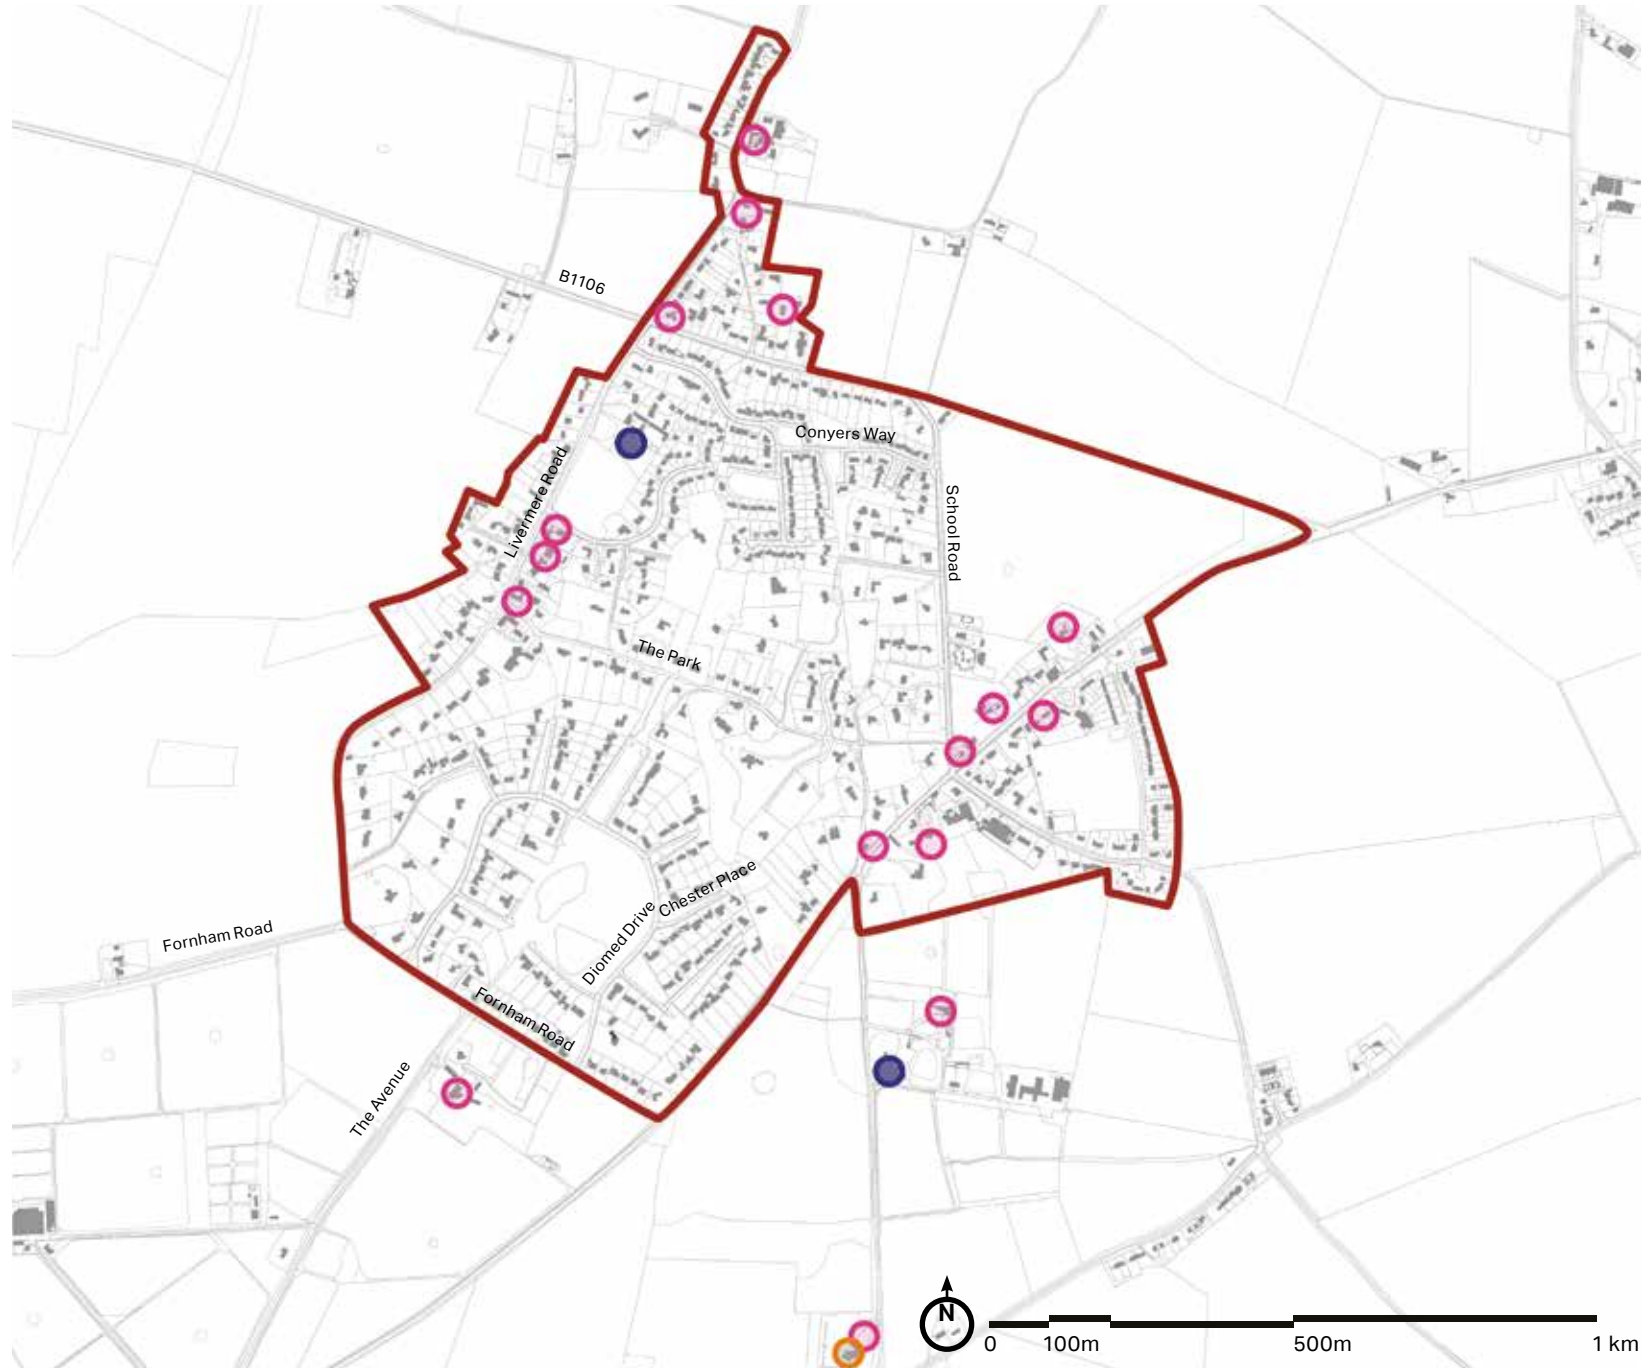 B1106
Conyers Way
Livermere Road
School Road
The Park
Chester Place
Diomed Drive
Fornham Road
Fornham Road
The Avenue
N
0 100m 500m 1 km